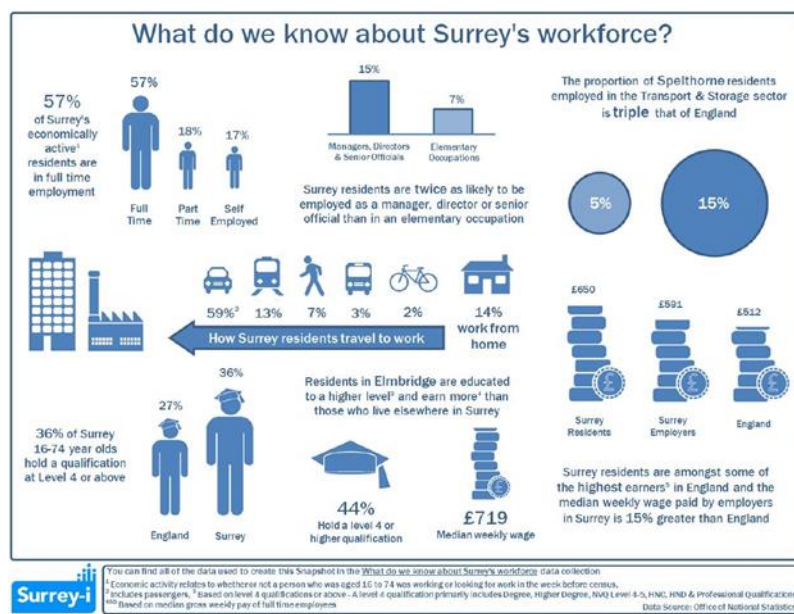 What do we know about Surrey's workforce?
57%
of Surrey's
economically
active¹
residents are
in full time
employment
57%
18%
17%
Full
Time
Part
Time
Self
Employed
15%
7%
Managers, Directors
& Senior Officials
Elementary
Occupations
Surrey residents are twice as likely to be
employed as a manager, director or senior
official than in an elementary occupation
The proportion of Spelthorne residents
employed in the Transport & Storage sector
is triple that of England
5%
15%
59%²
13%
7%
3%
2%
14%
work from
home
How Surrey residents travel to work
£650
£591
£512
Surrey
Residents
Surrey
Employers
England
36% of Surrey
16-74 year olds
hold a qualification
at Level 4 or above
27%
36%
England
Surrey
Residents in Elmbridge are educated
to a higher level³ and earn more⁴ than
those who live elsewhere in Surrey
44%
Hold a level 4 or
higher qualification
£719
Median weekly wage
Surrey residents are amongst some of
the highest earners⁵ in England and the
median weekly wage paid by employers
in Surrey is 15% greater than England
Surrey-i
You can find all of the data used to create this Snapshot in the What do we know about Surrey's workforce data collection
¹ Economic activity relates to whether or not a person who was aged 16 to 74 was working or looking for work in the week before census,
² Includes passengers, ³ Based on level 4 qualifications or above - A level 4 qualification primarily includes Degree, Higher Degree, NVQ Level 4-5, HNC, HND & Professional Qualification
Based on median gross weekly pay of full time employees
Data Source: Office of National Statistic